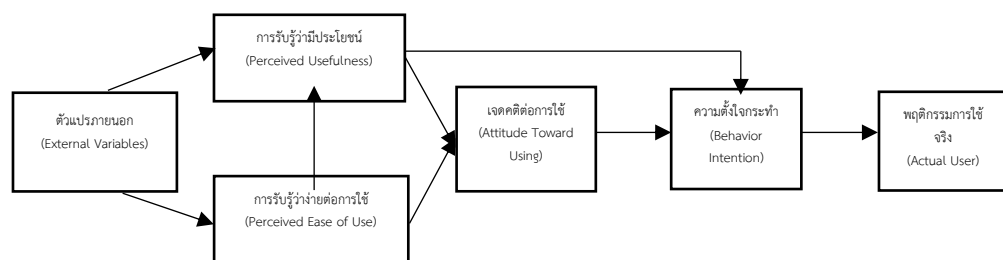 การรับรู้ว่ามีประโยชน์
(Perceived Usefulness)
ตัวแปรภายนอก
(External Variables)
การรับรู้ว่าง่ายต่อการใช้
(Perceived Ease of Use)
เจตคติต่อการใช้
(Attitude Toward
Using)
ความตั้งใจกระทำ
(Behavior
Intention)
พฤติกรรมการใช้
จริง
(Actual User)